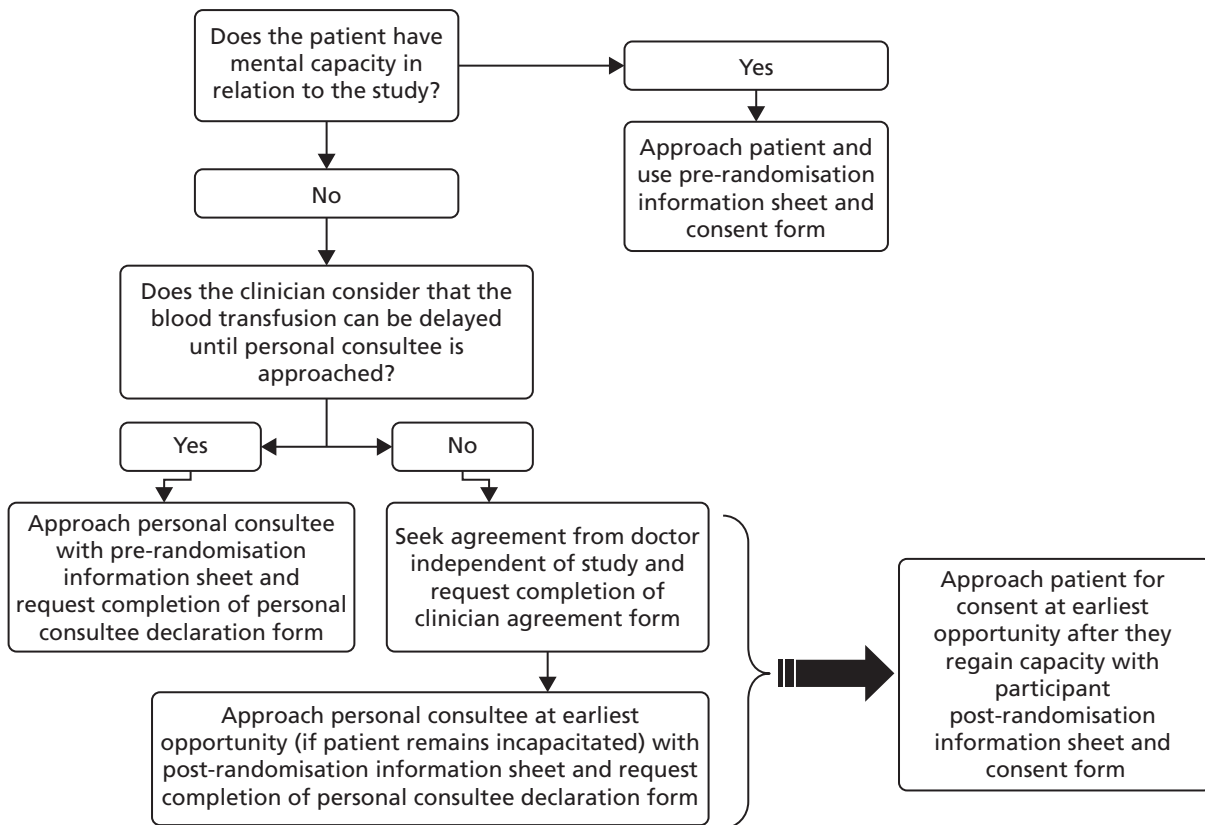 Does the patient have
mental capacity in
relation to the study?
Yes
Approach patient and
use pre-randomisation
information sheet and
consent form
No
Does the clinician consider that the
blood transfusion can be delayed
until personal consultee is
approached?
Yes
No
Approach personal consultee
with pre-randomisation
information sheet and
request completion of personal
consultee declaration form
Seek agreement from doctor
independent of study and
request completion of
clinician agreement form
Approach personal consultee at earliest
opportunity (if patient remains incapacitated) with
post-randomisation information sheet and request
completion of personal consultee declaration form
Approach patient for
consent at earliest
opportunity after they
regain capacity with
participant
post-randomisation
information sheet and
consent form